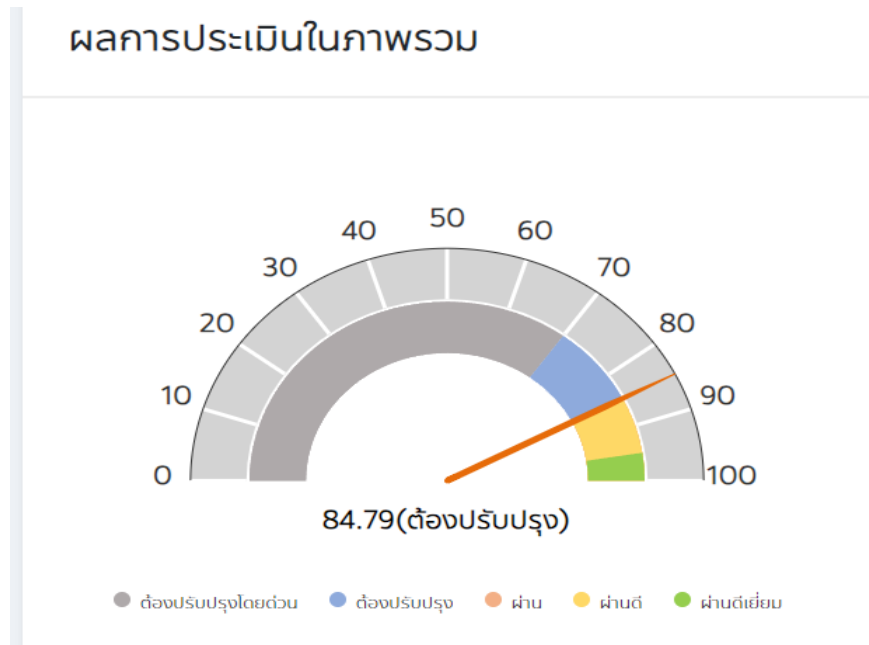 ผลการประเมินในภาพรวม
50
40 60
30 70
20 80
10 90
0 100
84.79(ต้องปรับปรุง)
ต้องปรับปรุงโดยด่วน ต้องปรับปรุง ผ่าน ผ่านดี ผ่านดีเยี่ยม